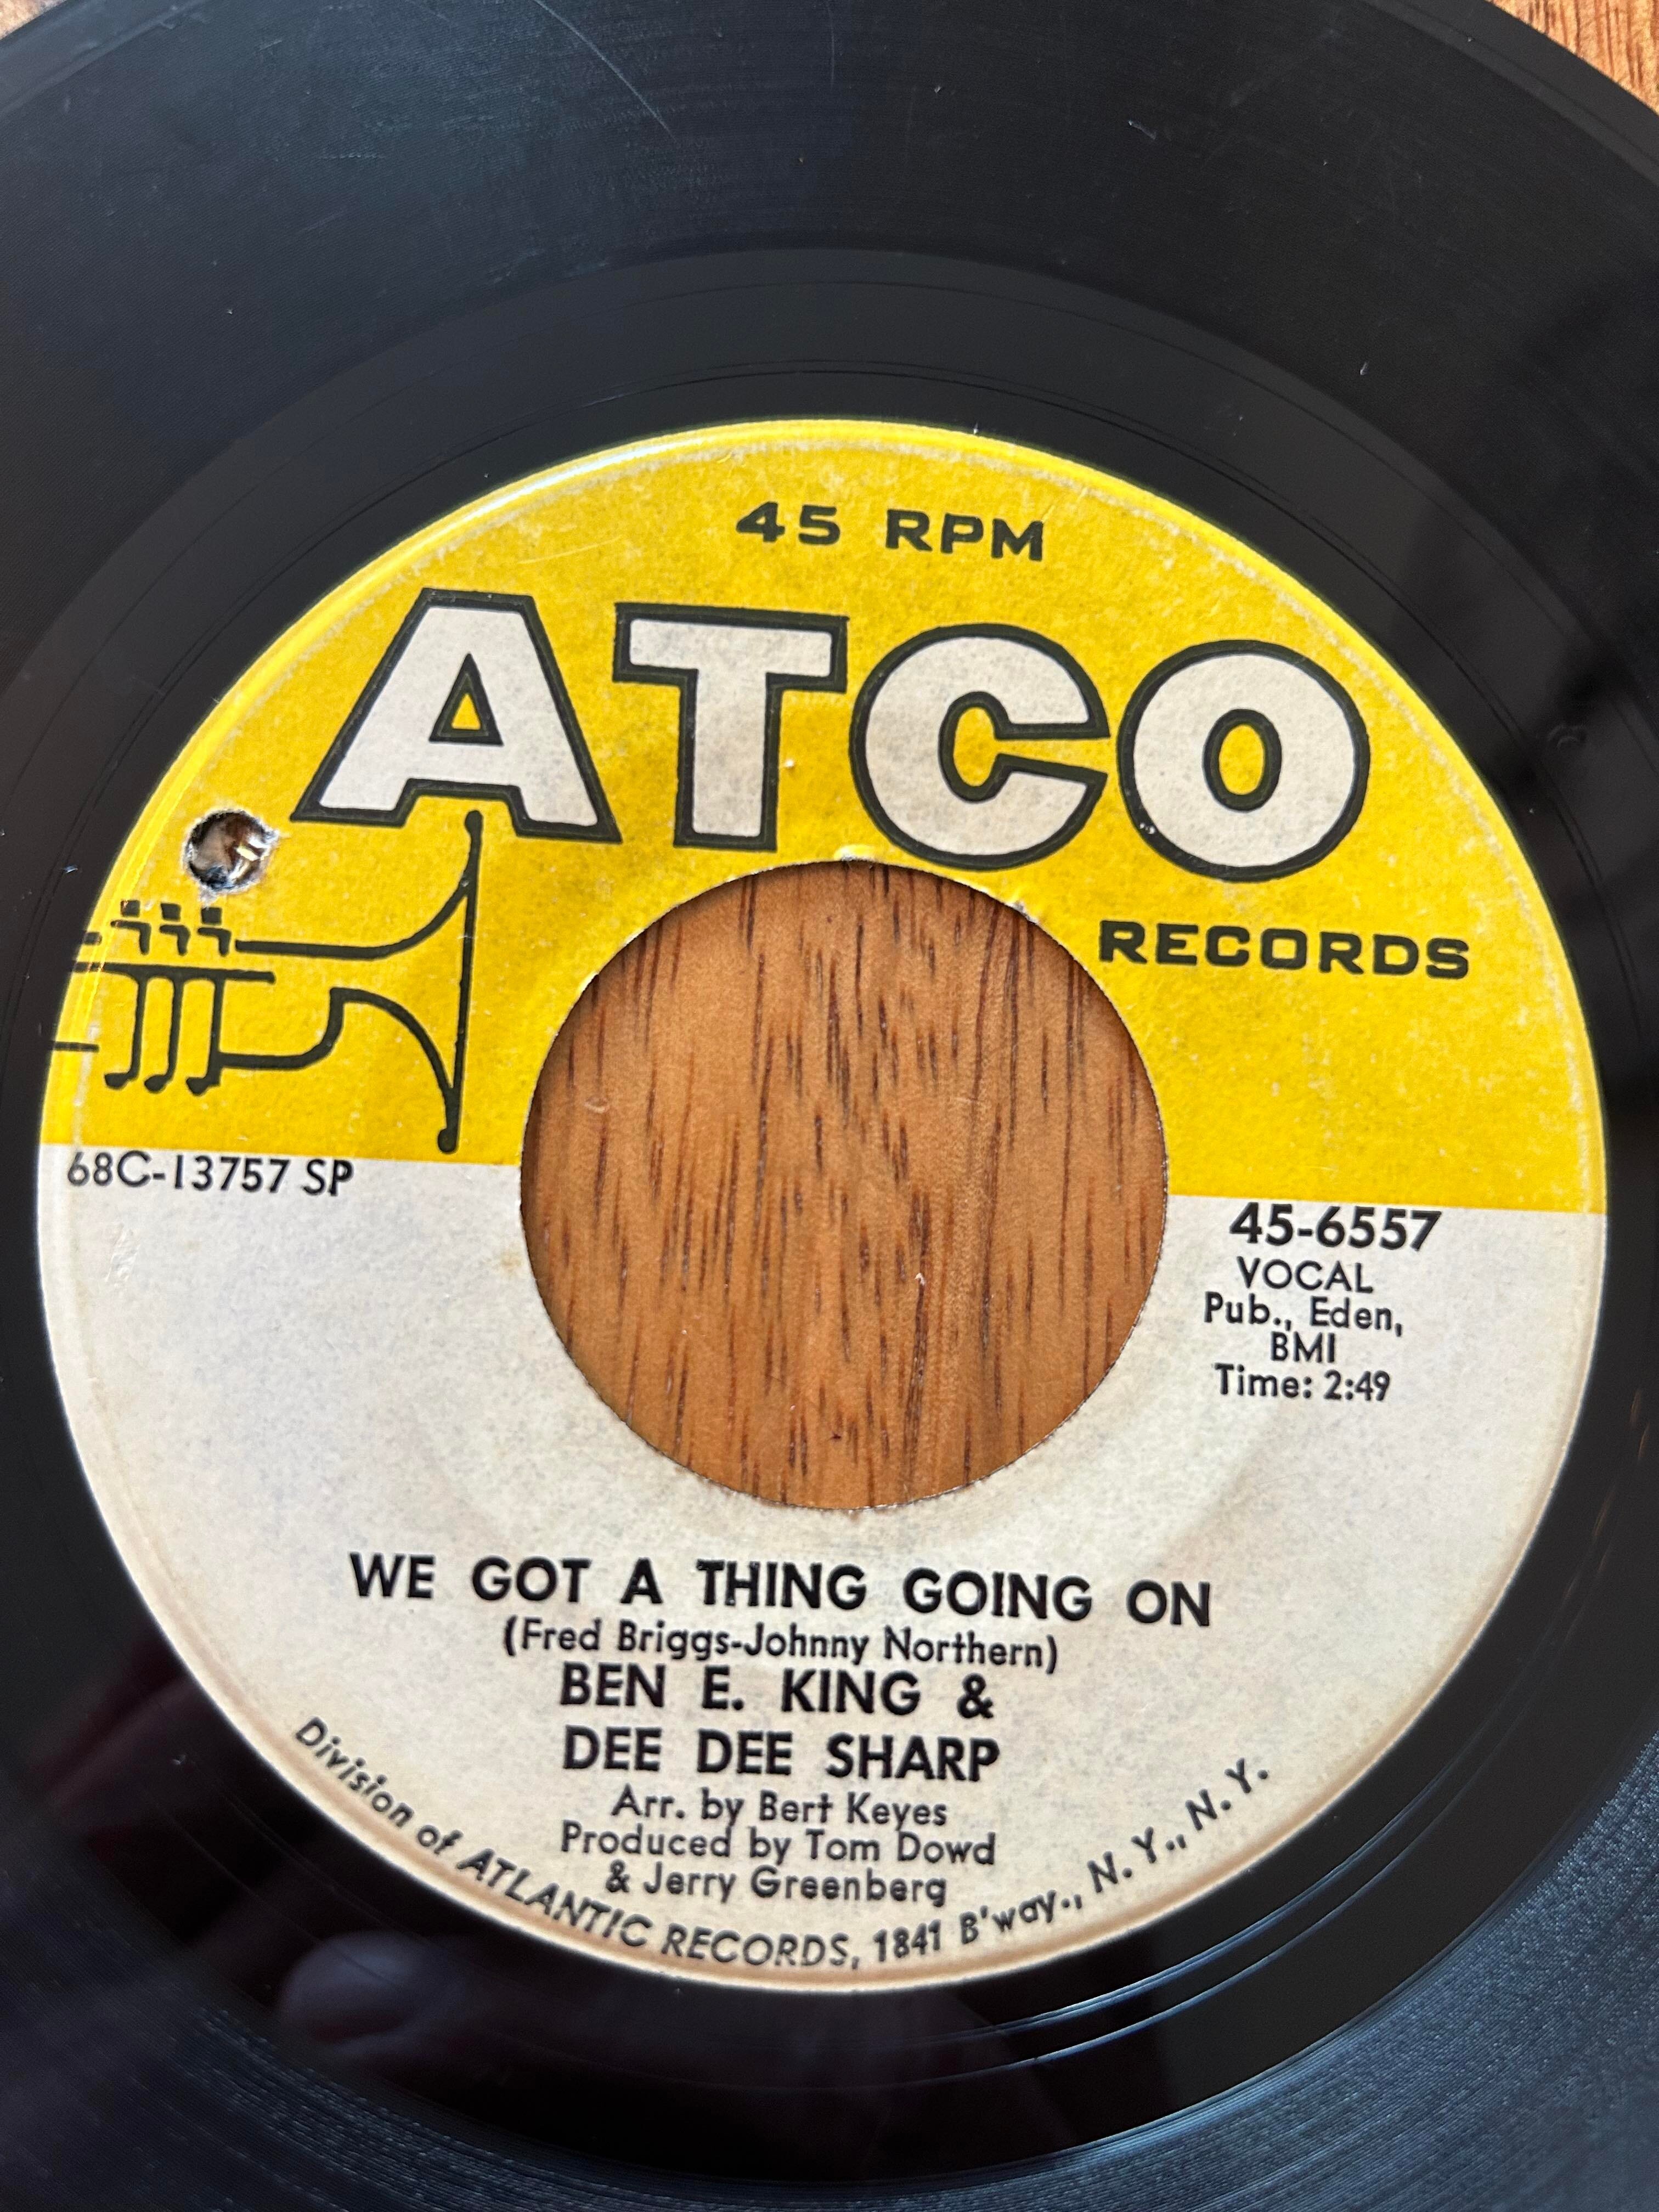 45 RPM
ATCO
RECORDS
68C-13757 SP
45-6557
VOCAL
Pub., Eden,
BMI
Time: 2:49
WE GOT A THING GOING ON
(Fred Briggs-Johnny Northern)
BEN E. KING &
DEE DEE SHARP
Arr. by Bert Keyes
Produced by Tom Dowd
& Jerry Greenberg
Division of ATLANTIC RECORDS, 1841 B'way., N. Y., N. Y.